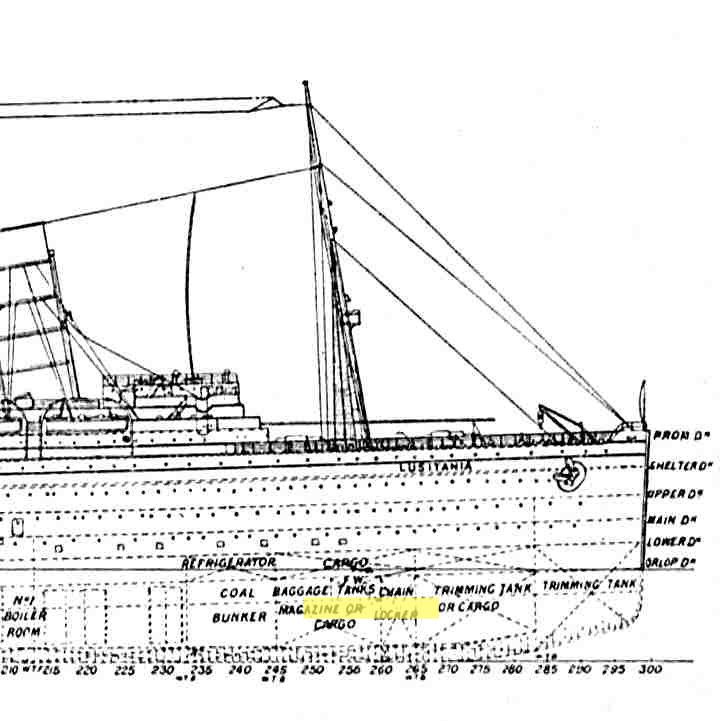 PROM Dᴷ
LUSITANIA
SHELTER Dᴷ
UPPER Dᴷ
MAIN Dᴷ
LOWER Dᴷ
REFRIGERATOR
CARGO
ORLOP Dᴷ
Nº1
BOILER
ROOM
COAL
BUNKER
BAGGAGE
MAGAZINE OR
CARGO
F.W.
TANKS
CHAIN
LOCKER
TRIMMING TANK
OR CARGO
TRIMMING TANK
210 W.T.F. 215 220 225 230 235 240 245 250 255 260 265 270 275 280 285 290 295 300
W.T.B. W.T.B. W.T.B.